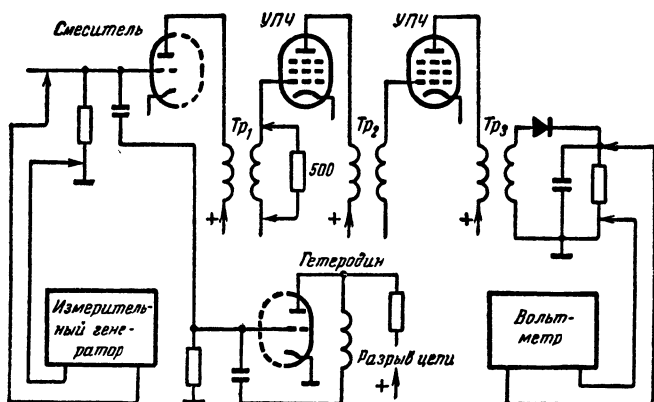 Смеситель
УПЧ
УПЧ
Тр₁
500
Тр₂
Тр₃
+
+
+
Гетеродин
Измеритель-
ный гене-
ратор
Разрыв цепи
+
Вольт-
метр